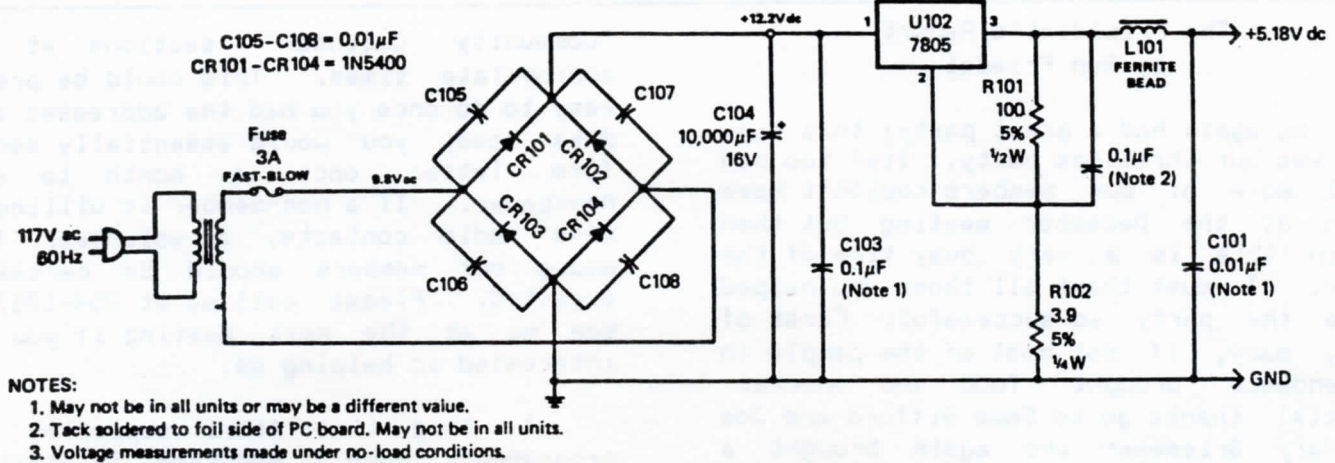 C105-C108 = 0.01µF
CR101-CR104 = 1N5400
Fuse
3A
FAST-BLOW
117V ac
60 Hz
C105
C107
CR101
CR102
CR103
CR104
C106
C108
+12.2V dc
C104
10,000µF
16V
+
C103
0.1µF
(Note 1)
1
U102
7805
3
2
R101
100
5%
½W
0.1µF
(Note 2)
R102
3.9
5%
¼W
L101
FERRITE
BEAD
+5.18V dc
C101
0.01µF
(Note 1)
GND
NOTES:
1. May not be in all units or may be a different value.
2. Tack soldered to foil side of PC board. May not be in all units.
3. Voltage measurements made under no-load conditions.